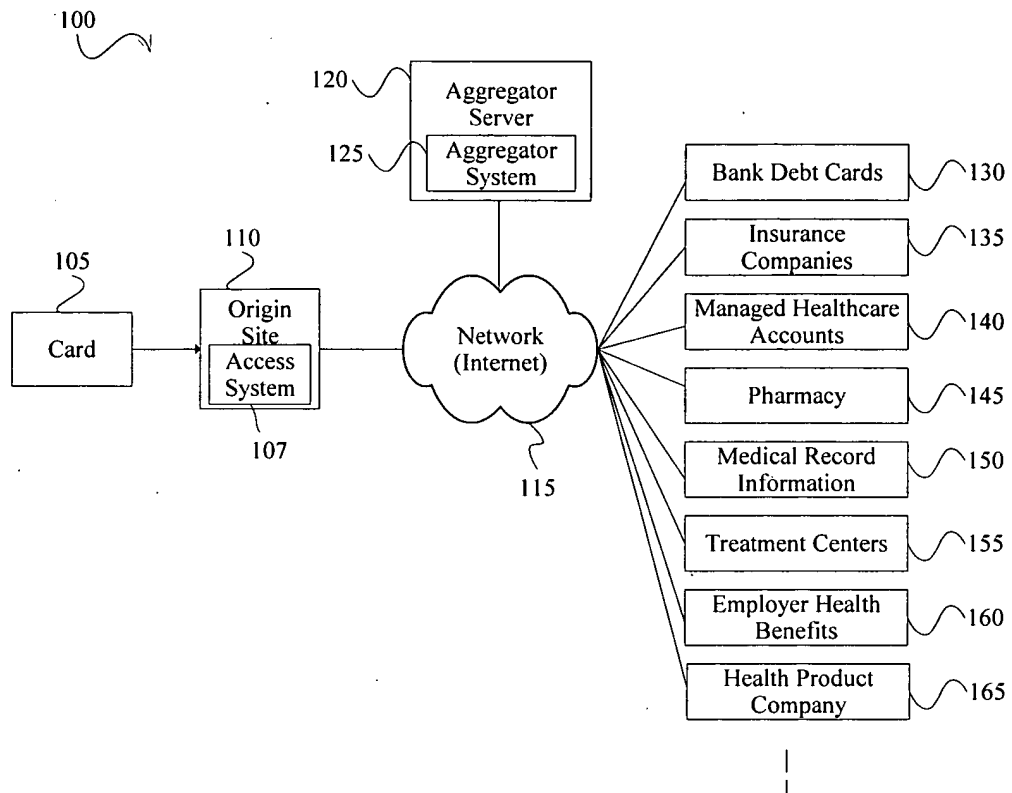 100
120
Aggregator
Server
125
Aggregator
System
Bank Debt Cards
130
Insurance
Companies
135
105
110
Card
Origin
Site
Access
System
107
Network
(Internet)
115
Managed Healthcare
Accounts
140
Pharmacy
145
Medical Record
Information
150
Treatment Centers
155
Employer Health
Benefits
160
Health Product
Company
165